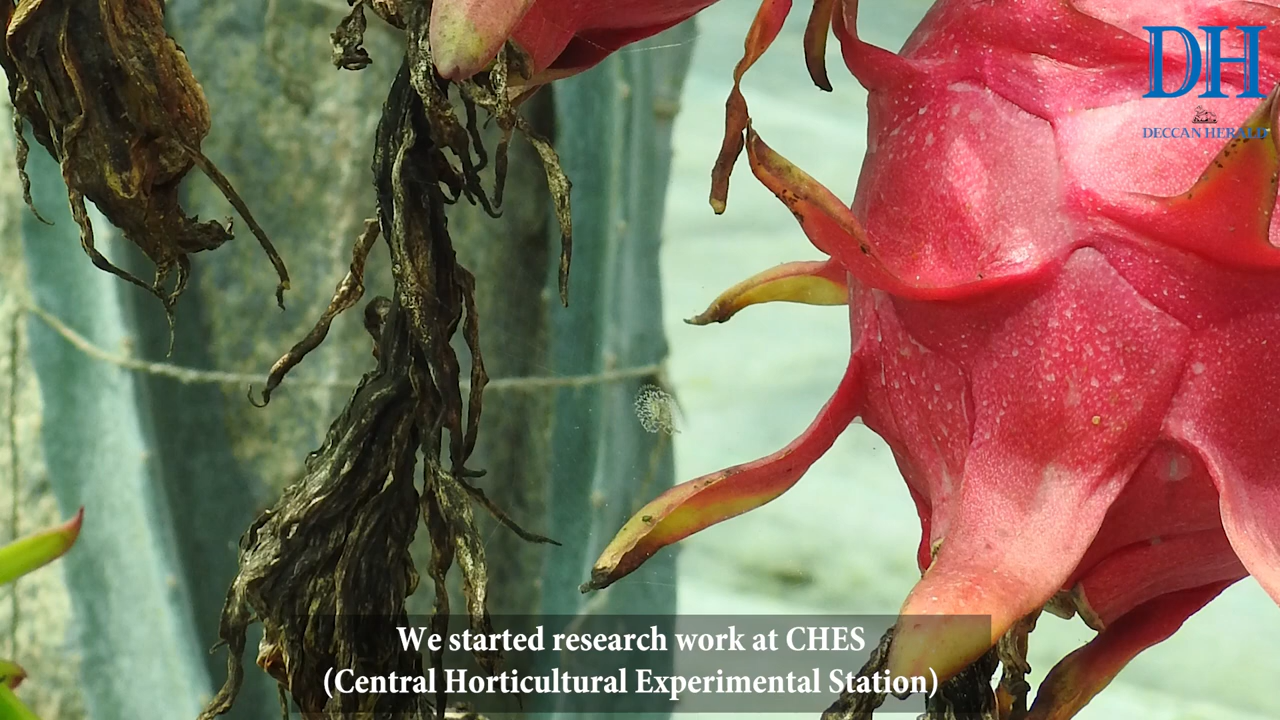 DH
DECCAN HERALD
We started research work at CHES
(Central Horticultural Experimental Station)